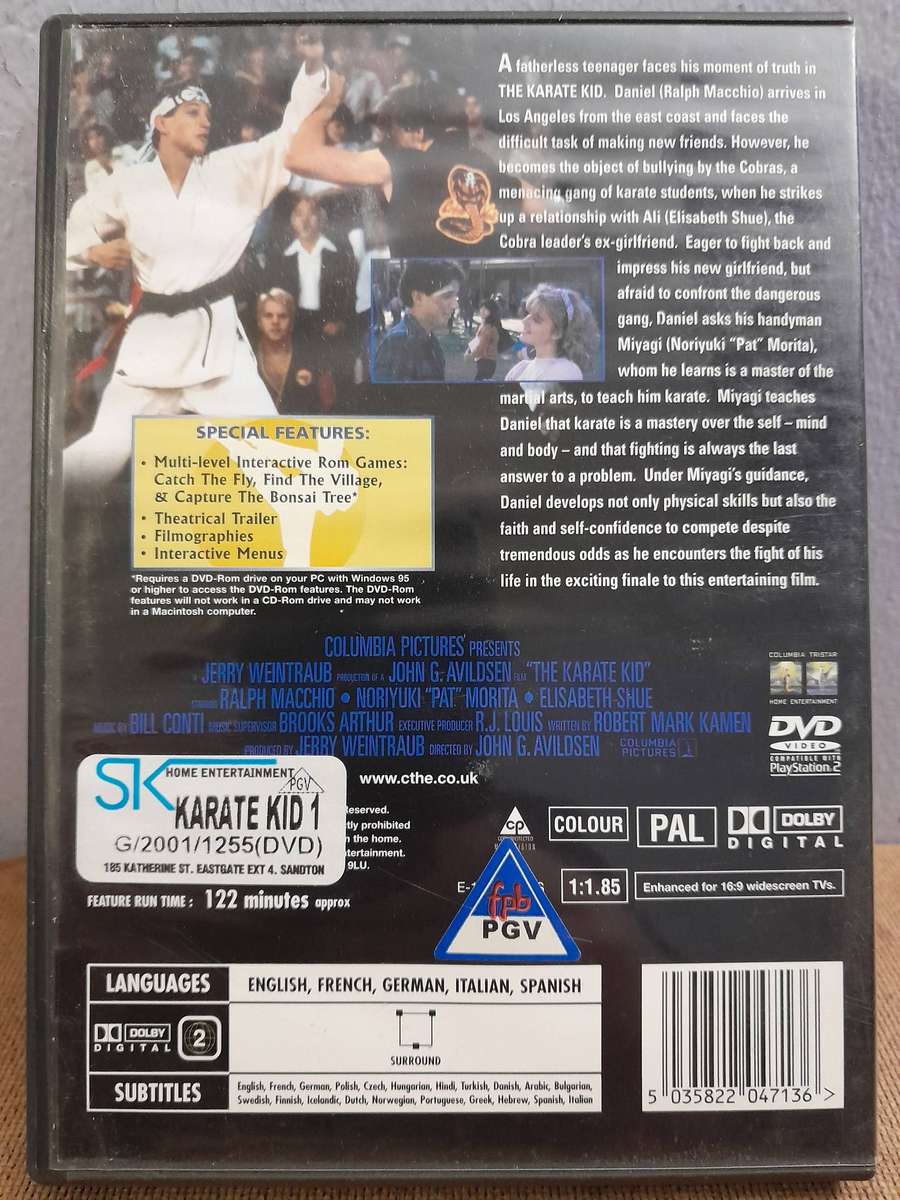 A fatherless teenager faces his moment of truth in
THE KARATE KID. Daniel (Ralph Macchio) arrives in
Los Angeles from the east coast and faces the
difficult task of making new friends. However, he
becomes the object of bullying by the Cobras, a
menacing gang of karate students, when he strikes
up a relationship with Ali (Elisabeth Shue), the
Cobra leader's ex-girlfriend. Eager to fight back and
impress his new girlfriend, but
afraid to confront the dangerous
gang, Daniel asks his handyman
Miyagi (Noriyuki "Pat" Morita),
whom he learns is a master of the
martial arts, to teach him karate. Miyagi teaches
Daniel that karate is a mastery over the self – mind
and body – and that fighting is always the last
answer to a problem. Under Miyagi's guidance,
Daniel develops not only physical skills but also the
faith and self-confidence to compete despite
tremendous odds as he encounters the fight of his
life in the exciting finale to this entertaining film.
SPECIAL FEATURES:
• Multi-level Interactive Rom Games:
Catch The Fly, Find The Village,
& Capture The Bonsai Tree*
• Theatrical Trailer
• Filmographies
• Interactive Menus
*Requires a DVD-Rom drive on your PC with Windows 95
or higher to access the DVD-Rom features. The DVD-Rom
features will not work in a CD-Rom drive and may not work
in a Macintosh computer.
COLUMBIA PICTURES PRESENTS
A JERRY WEINTRAUB PRODUCTION OF A JOHN G. AVILDSEN FILM "THE KARATE KID"
STARRING RALPH MACCHIO • NORIYUKI "PAT" MORITA • ELISABETH SHUE
MUSIC BY BILL CONTI MUSIC SUPERVISOR BROOKS ARTHUR EXECUTIVE PRODUCER R.J. LOUIS WRITTEN BY ROBERT MARK KAMEN
PRODUCED BY JERRY WEINTRAUB DIRECTED BY JOHN G. AVILDSEN COLUMBIA PICTURES
COLUMBIA TRISTAR
HOME ENTERTAINMENT
DVD
VIDEO
COMPATIBLE WITH
PlayStation 2
www.cthe.co.uk
SK HOME ENTERTAINMENT
PGV
KARATE KID 1
G/2001/1255(DVD)
185 KATHERINE ST. EASTGATE EXT 4. SANDTON
Reserved.
prohibited
the home.
9LU.
FEATURE RUN TIME : 122 minutes approx
cp
COLOUR
PAL
DOLBY
DIGITAL
fpb
PGV
1:1.85
Enhanced for 16:9 widescreen TVs.
LANGUAGES
ENGLISH, FRENCH, GERMAN, ITALIAN, SPANISH
DOLBY
DIGITAL
2
SURROUND
SUBTITLES
English, French, German, Polish, Czech, Hungarian, Hindi, Turkish, Danish, Arabic, Bulgarian,
Swedish, Finnish, Icelandic, Dutch, Norwegian, Portuguese, Greek, Hebrew, Spanish, Italian
5 035822 047136 >